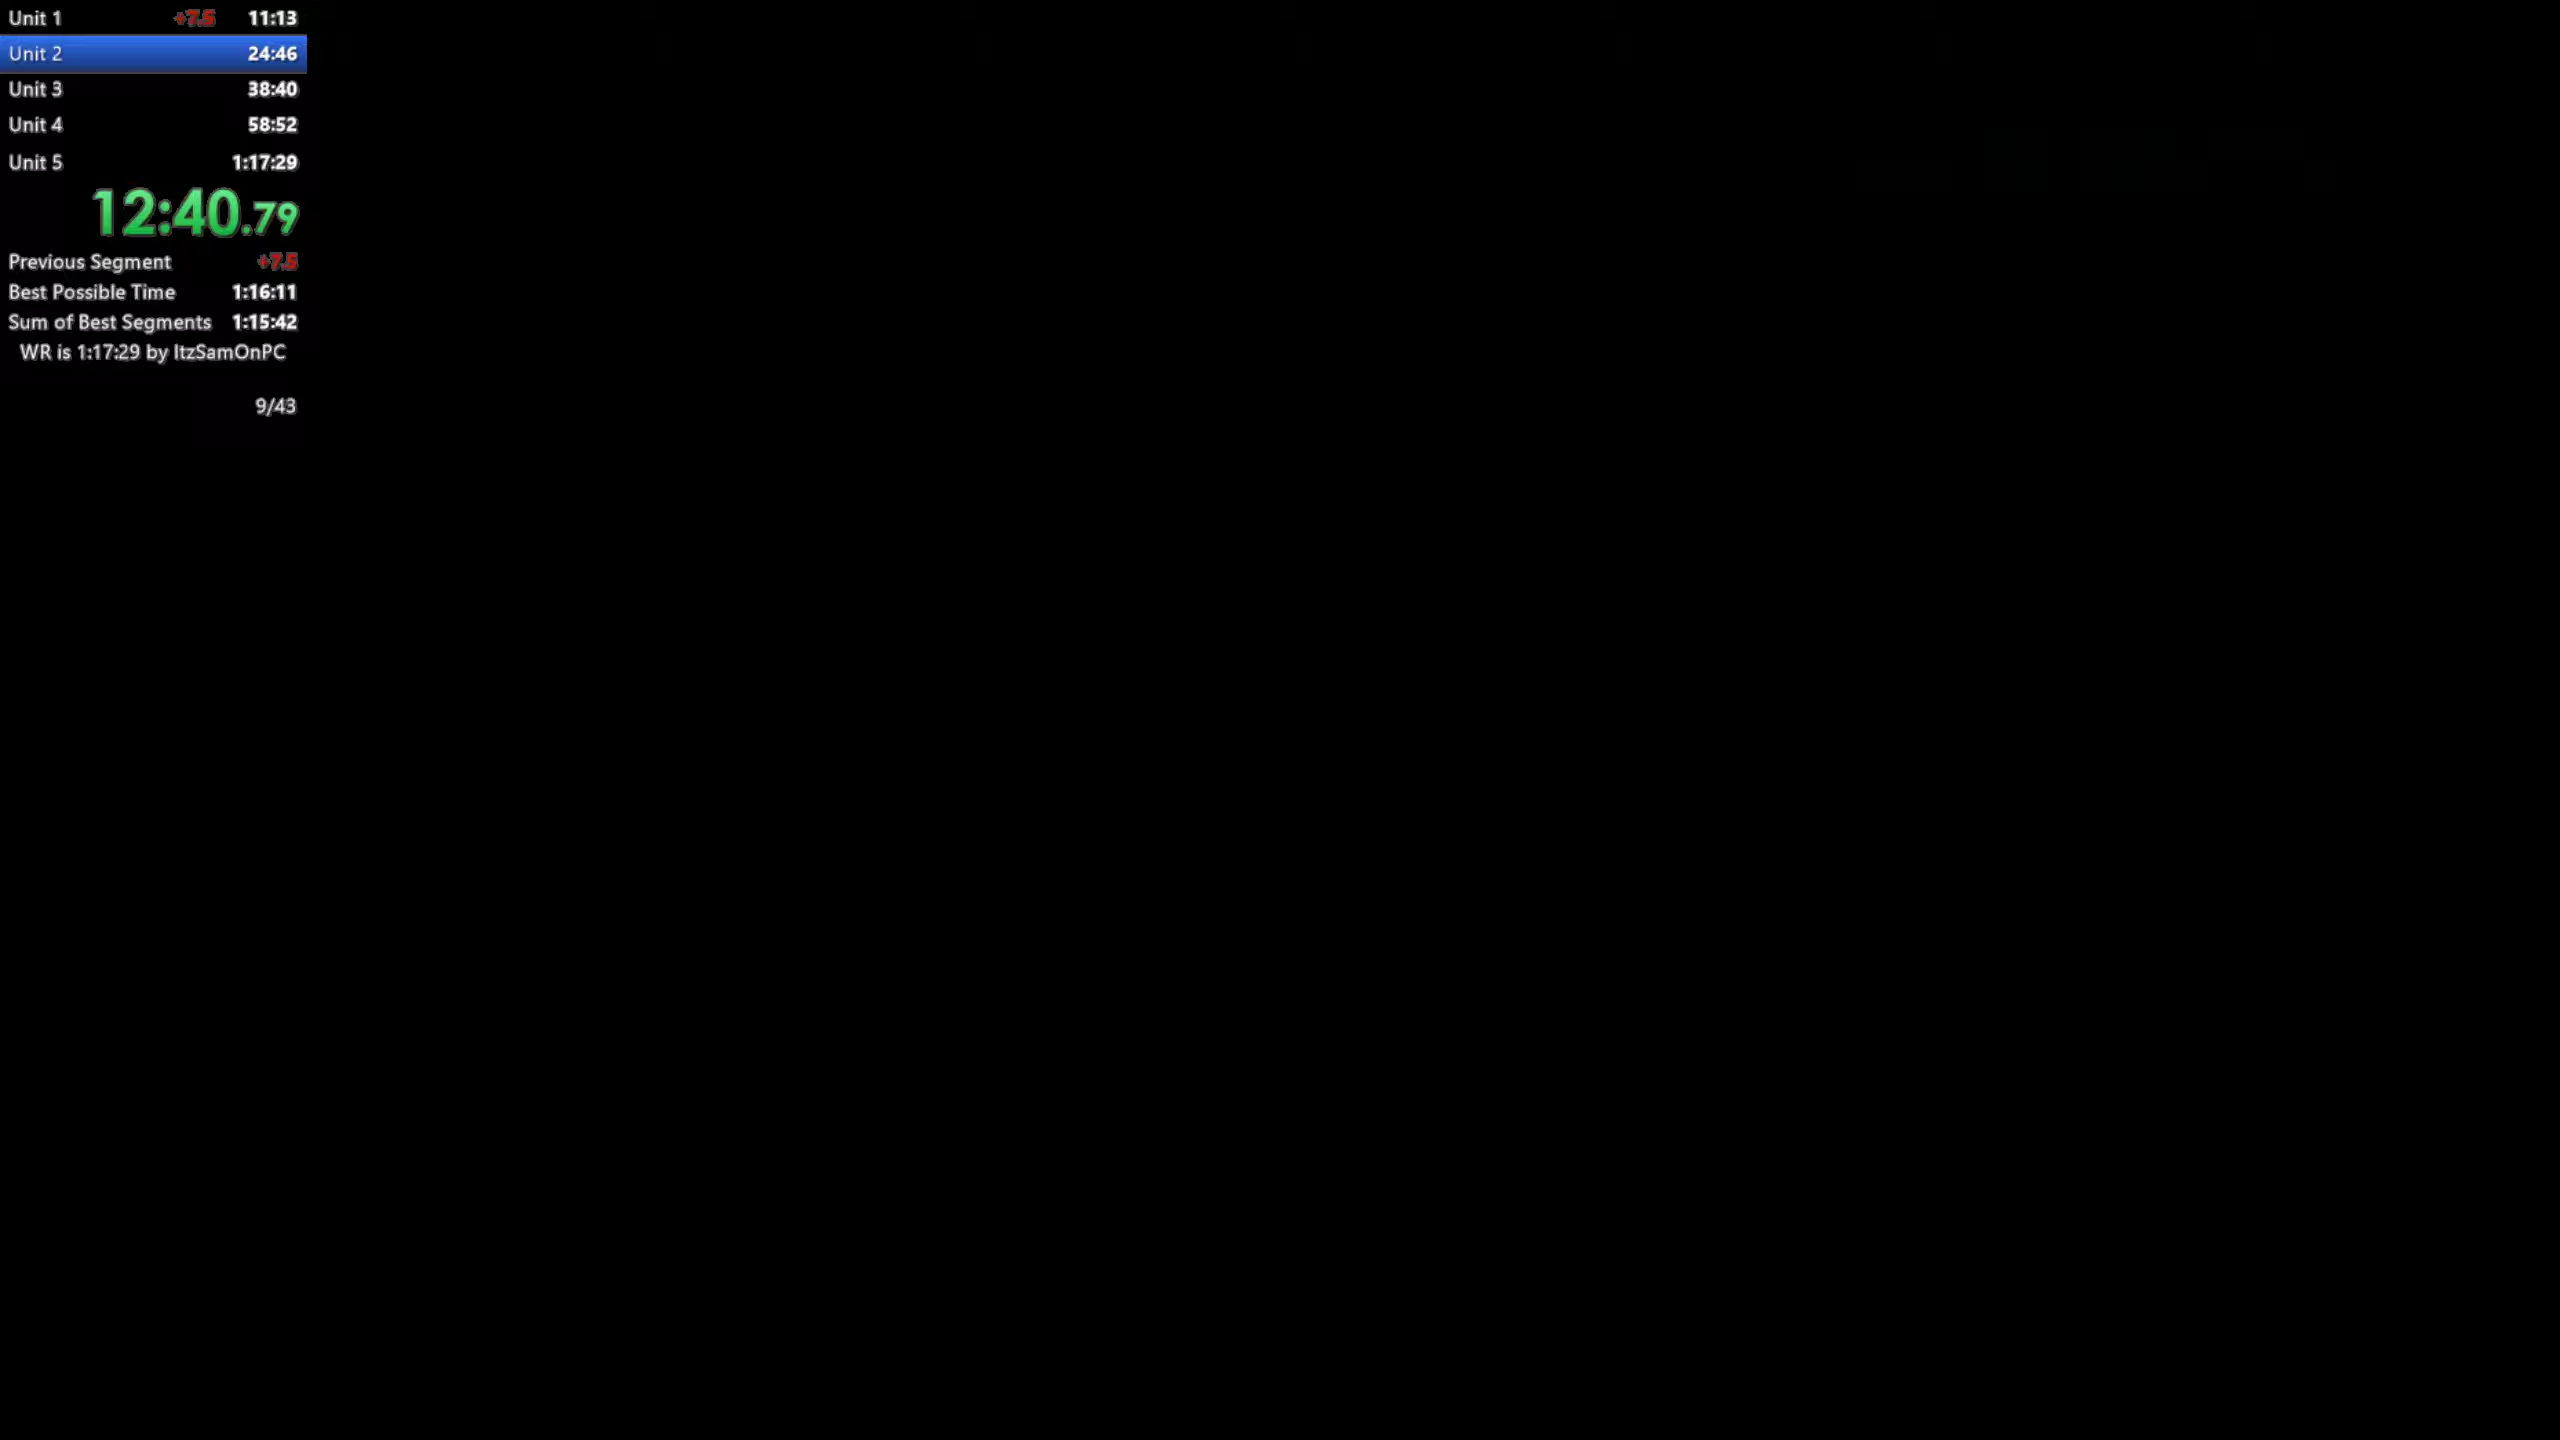 Unit 1 +7.5 11:13
Unit 2 24:46
Unit 3 38:40
Unit 4 58:52
Unit 5 1:17:29
12:40.79
Previous Segment +7.5
Best Possible Time 1:16:11
Sum of Best Segments 1:15:42
WR is 1:17:29 by ItzSamOnPC
9/43